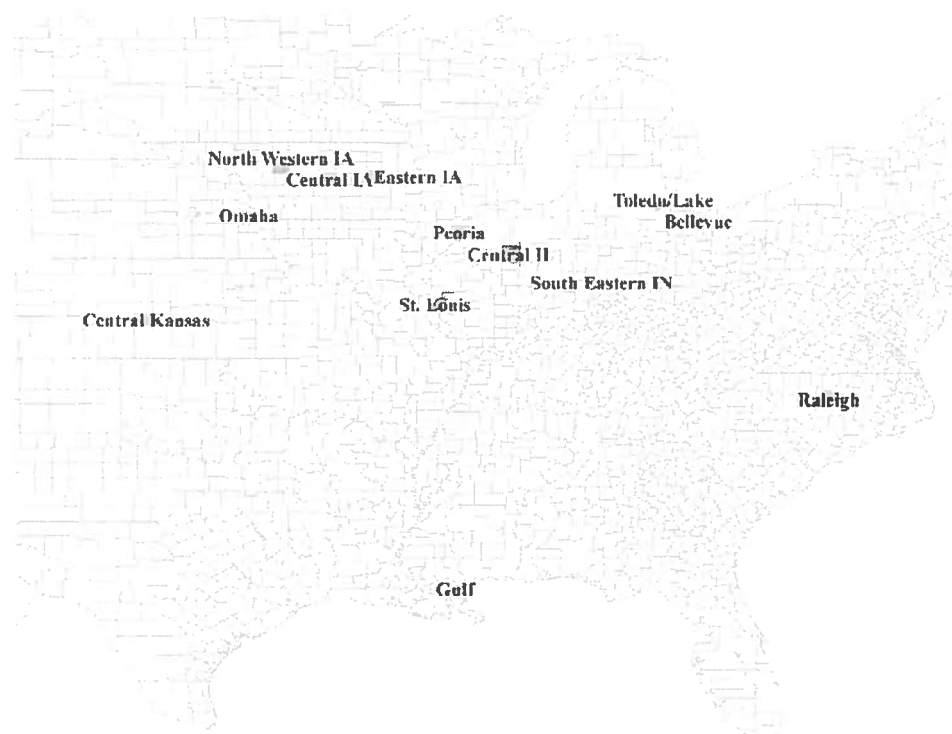 North Western IA
Central IA
Eastern IA
Toledo/Lake
Omaha
Bellevue
Peoria
Central Il
South Eastern IN
St. Louis
Central Kansas
Raleigh
Gulf